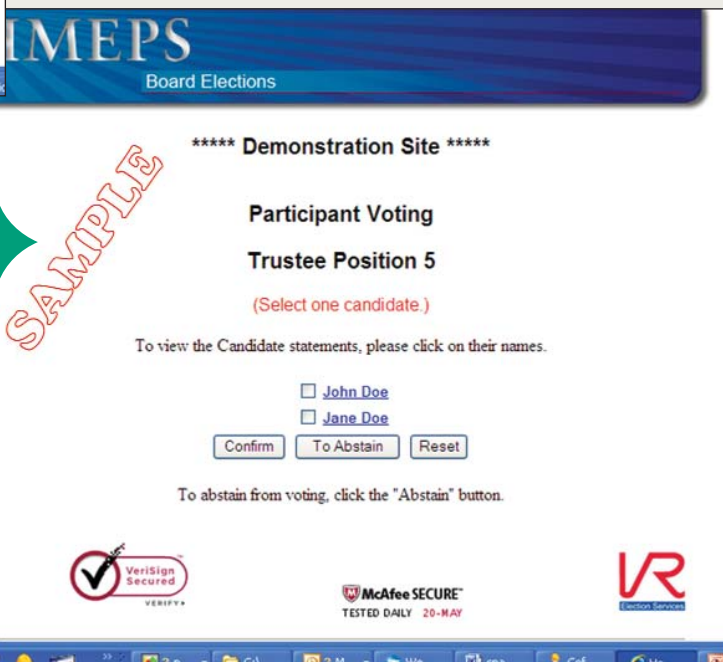 IMEPS
Board Elections
***** Demonstration Site *****
SAMPLE
Participant Voting
Trustee Position 5
(Select one candidate.)
To view the Candidate statements, please click on their names.
John Doe
Jane Doe
Confirm To Abstain Reset
To abstain from voting, click the "Abstain" button.
VeriSign
Secured
VERIFY
McAfee SECURE™
TESTED DAILY 20-MAY
VR
Election Services